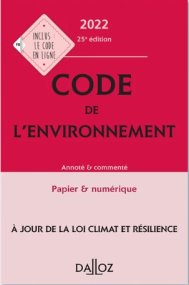 INCLUS
LE CODE
EN LIGNE
2022
25e édition
CODE
DE
L'ENVIRONNEMENT
Annoté & commenté
Papier & numérique
À JOUR DE LA LOI CLIMAT ET RÉSILIENCE
DALLOZ